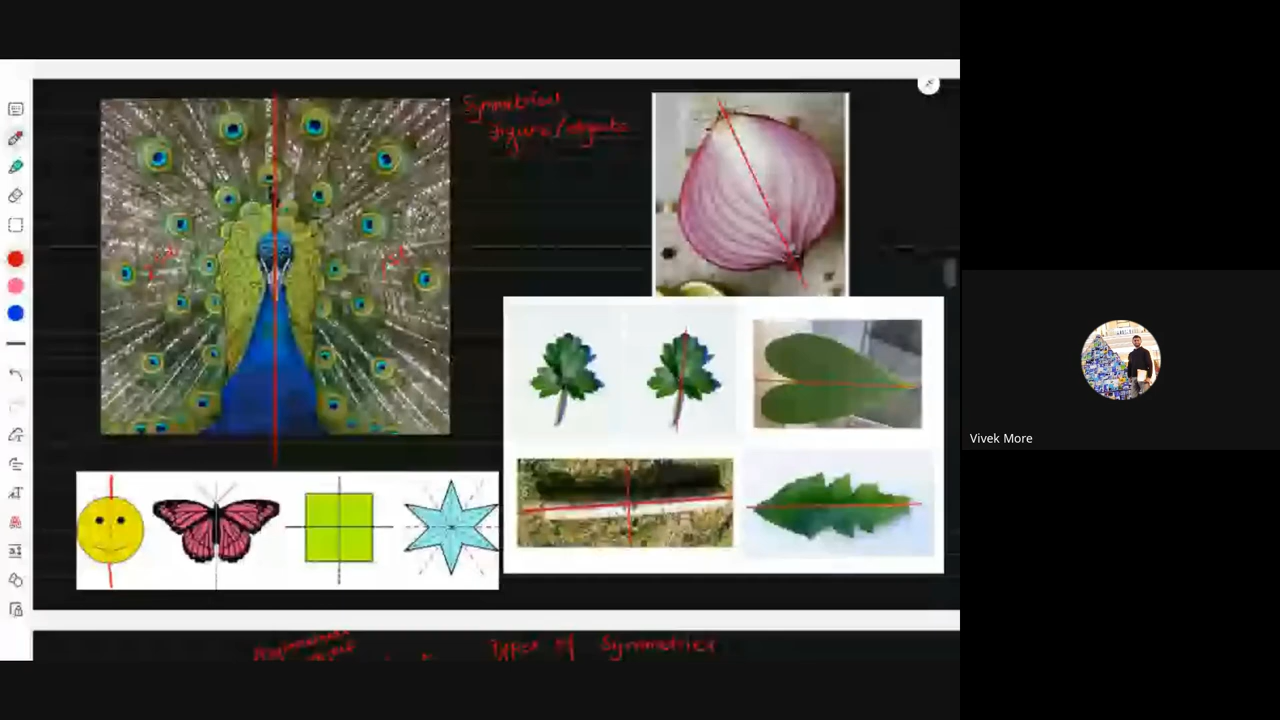 Symmetrical
figure/objects
Types of Symmetries
Vivek More